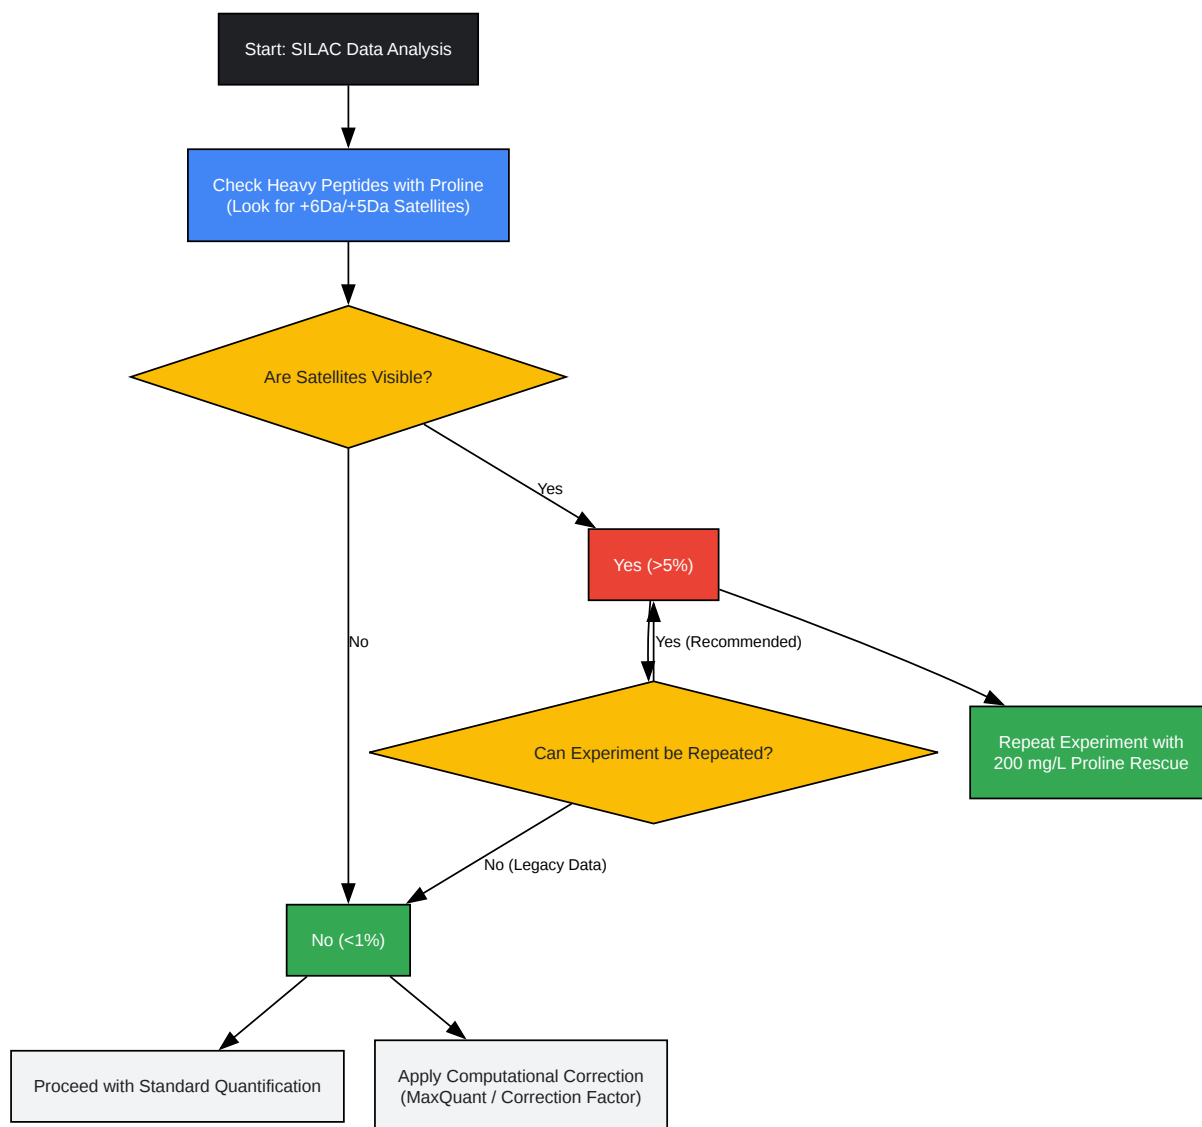 Start: SILAC Data Analysis
Check Heavy Peptides with Proline
(Look for +6Da/+5Da Satellites)
Are Satellites Visible?
Yes
Yes (>5%)
No
Yes (Recommended)
Can Experiment be Repeated?
Repeat Experiment with
200 mg/L Proline Rescue
No (Legacy Data)
No (<1%)
Proceed with Standard Quantification
Apply Computational Correction
(MaxQuant / Correction Factor)